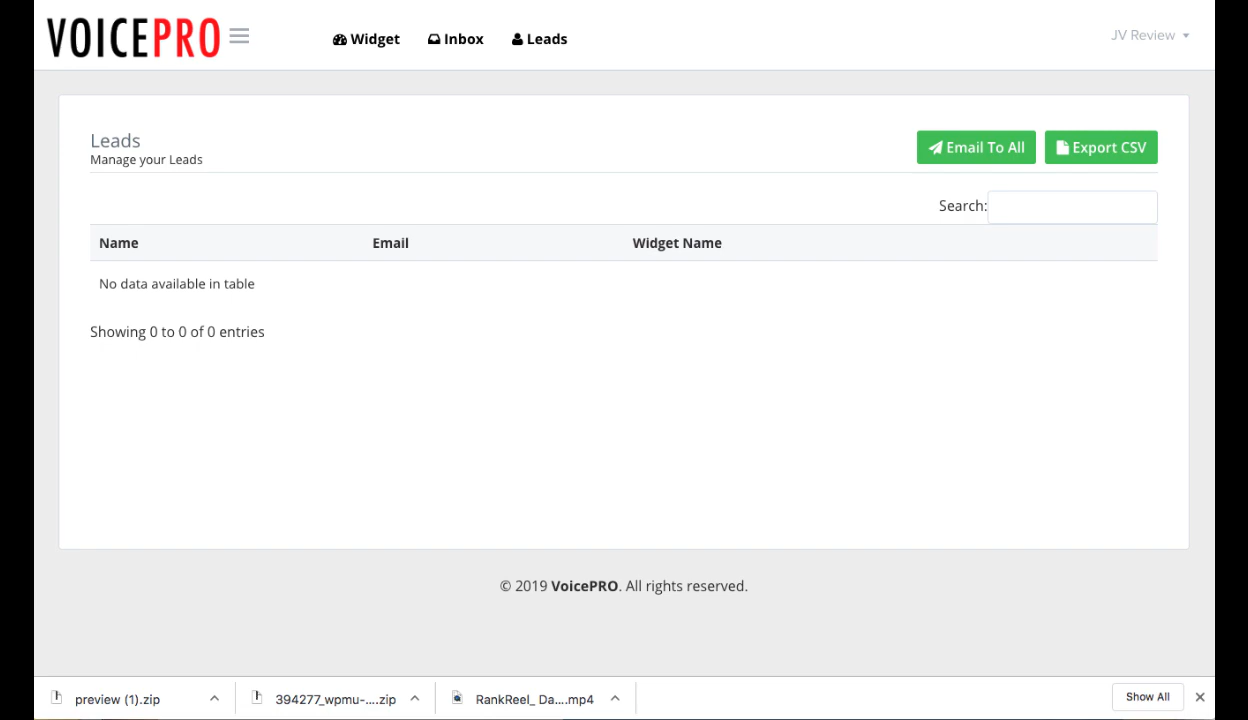 VOICEPRO
Widget
Inbox
Leads
JV Review
Leads
Manage your Leads
Email To All
Export CSV
Search:
Name Email Widget Name
No data available in table
Showing 0 to 0 of 0 entries
© 2019 VoicePRO. All rights reserved.
preview (1).zip
394277_wpmu-....zip
RankReel_ Da....mp4
Show All